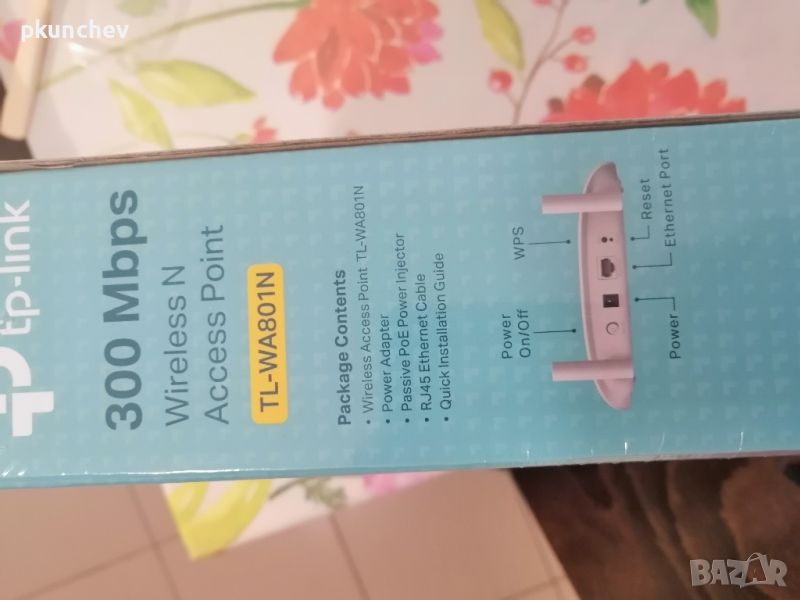 pkunchev
tp-link
300 Mbps
Wireless N
Access Point
TL-WA801N
Package Contents
• Wireless Access Point TL-WA801N
• Power Adapter
• Passive PoE Power Injector
• RJ45 Ethernet Cable
• Quick Installation Guide
Power
On/Off
WPS
Power
Ethernet Port
Reset
BAZAR